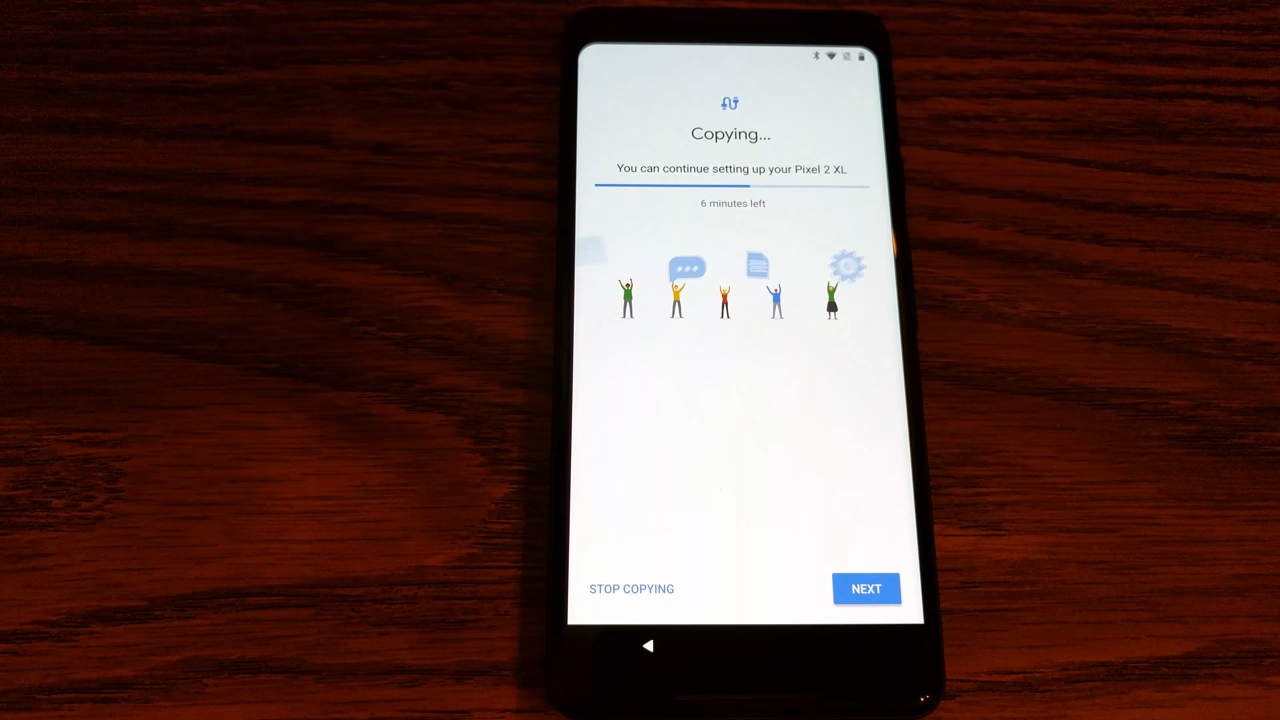 Copying...
You can continue setting up your Pixel 2 XL
6 minutes left
STOP COPYING
NEXT